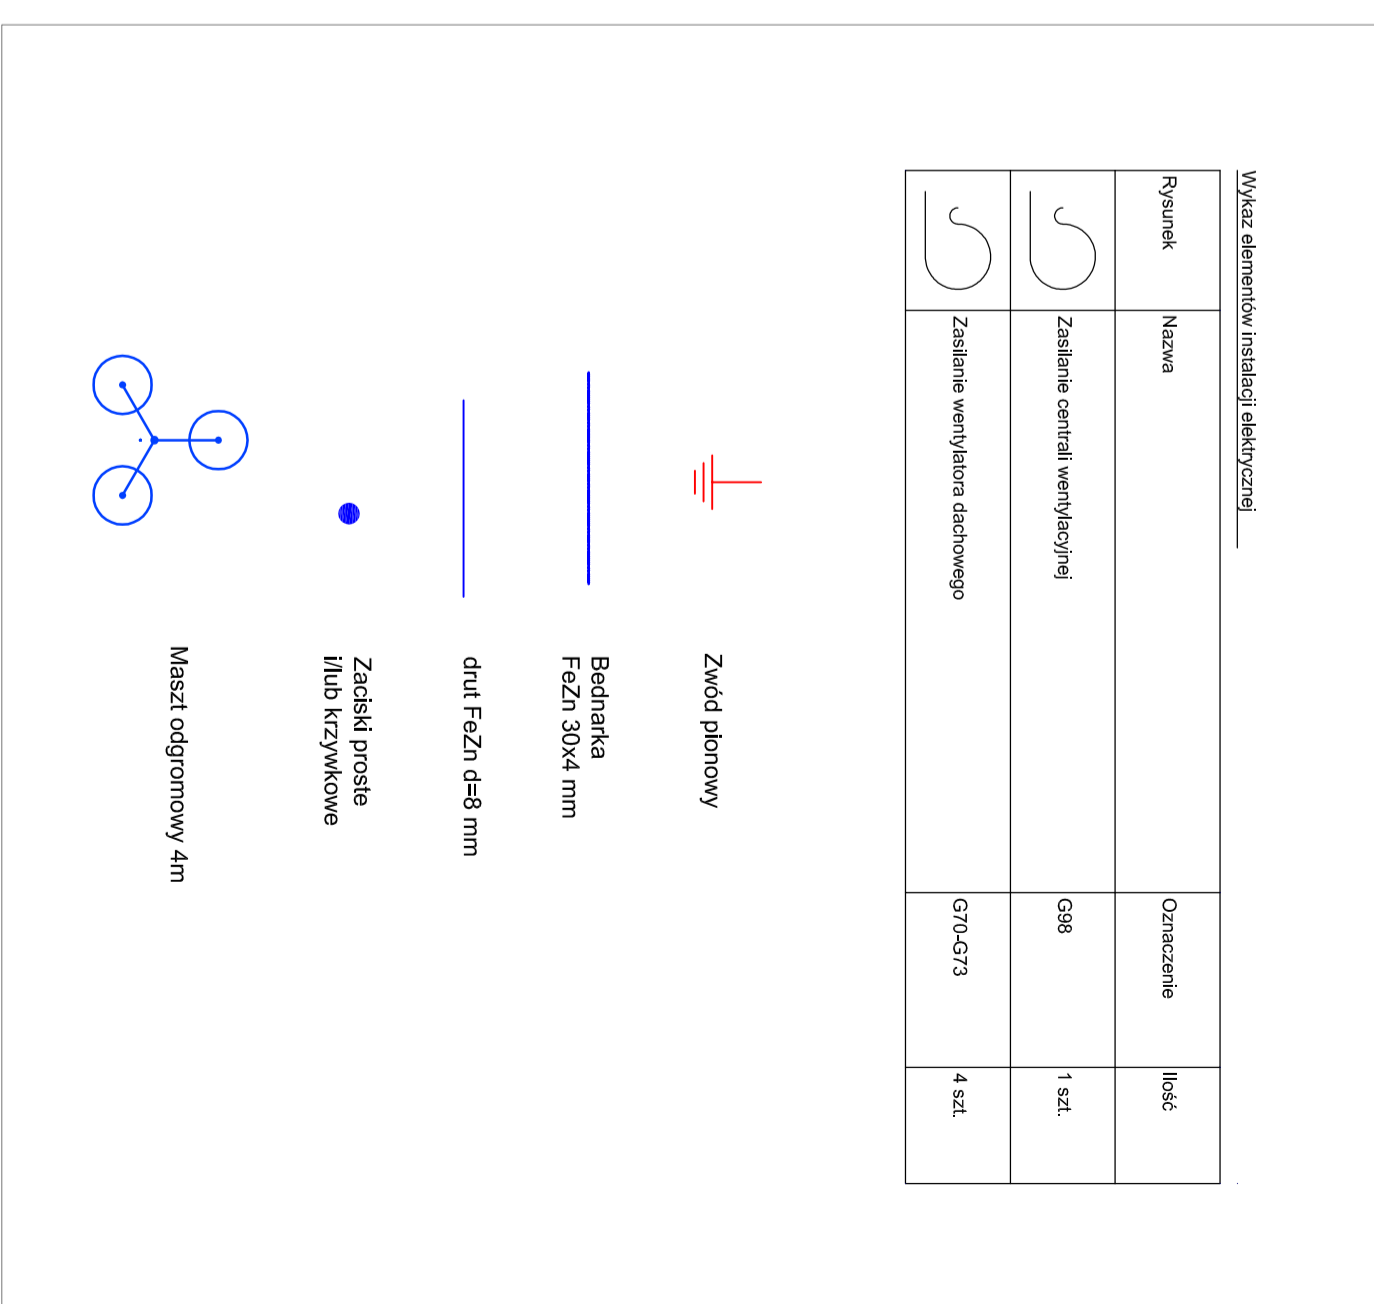 Wykaz elementów instalacji elektrycznej
Rysunek Nazwa Oznaczenie Ilość
Zasilanie centrali wentylacyjnej G98 1 szt.
Zasilanie wentylatora dachowego G70-G73 4 szt.
Zwód pionowy
Bednarka
FeZn 30x4 mm
drut FeZn d=8 mm
Zaciski proste
i/lub krzywkowe
Maszt odgromowy 4m